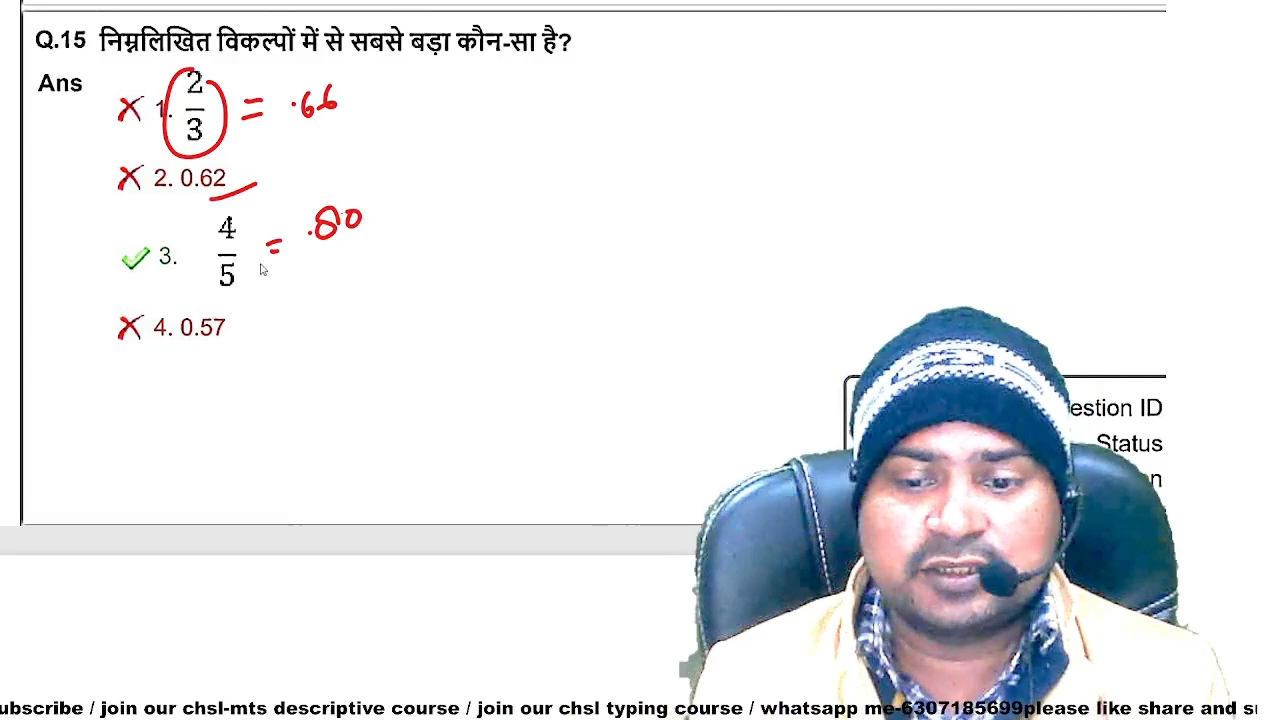 Q.15 निम्नलिखित विकल्पों में से सबसे बड़ा कौन-सा है?
Ans
1. 2/3 = .66
2. 0.62
3. 4/5 = .80
4. 0.57
estion ID
Status
n
ubscribe / join our chsl-mts descriptive course / join our chsl typing course / whatsapp me-6307185699please like share and su